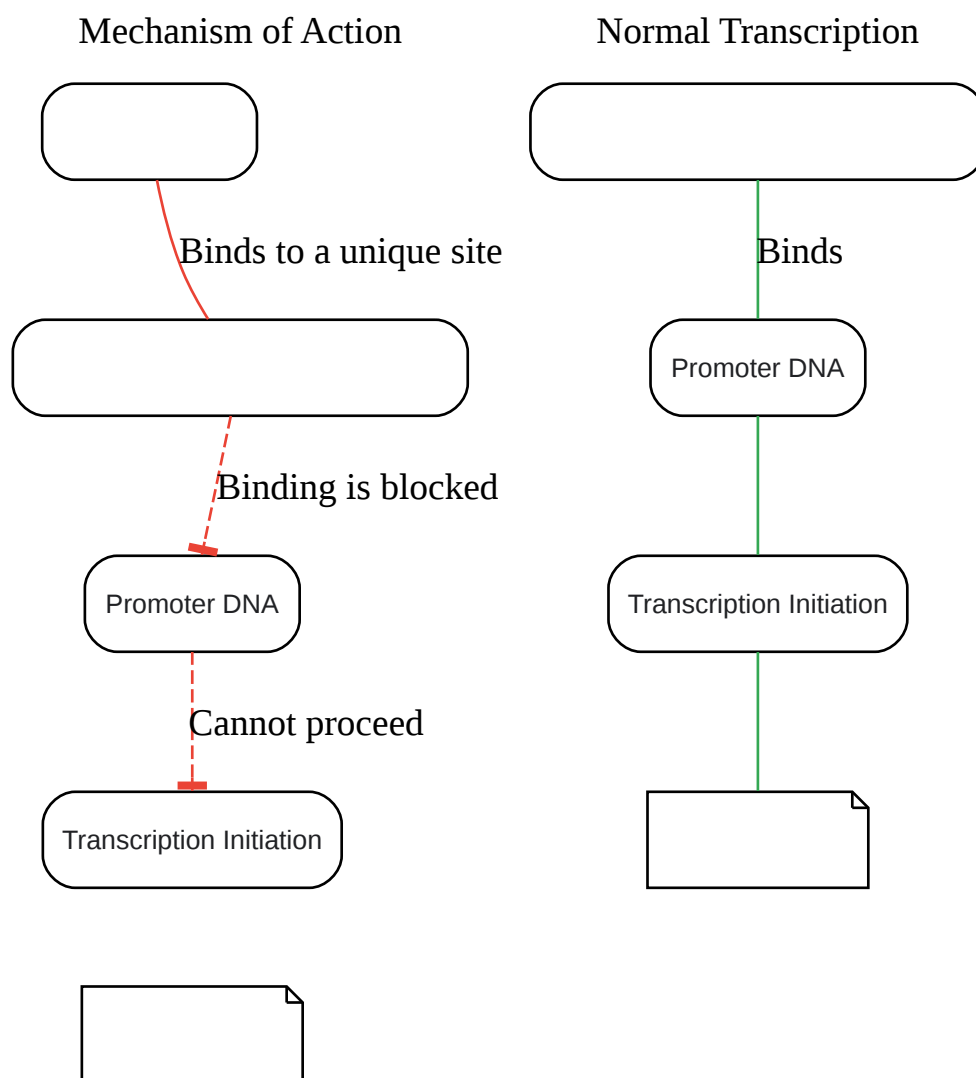 Mechanism of Action
Normal Transcription
Binds to a unique site
Binds
Promoter DNA
Binding is blocked
Promoter DNA
Transcription Initiation
Cannot proceed
Transcription Initiation